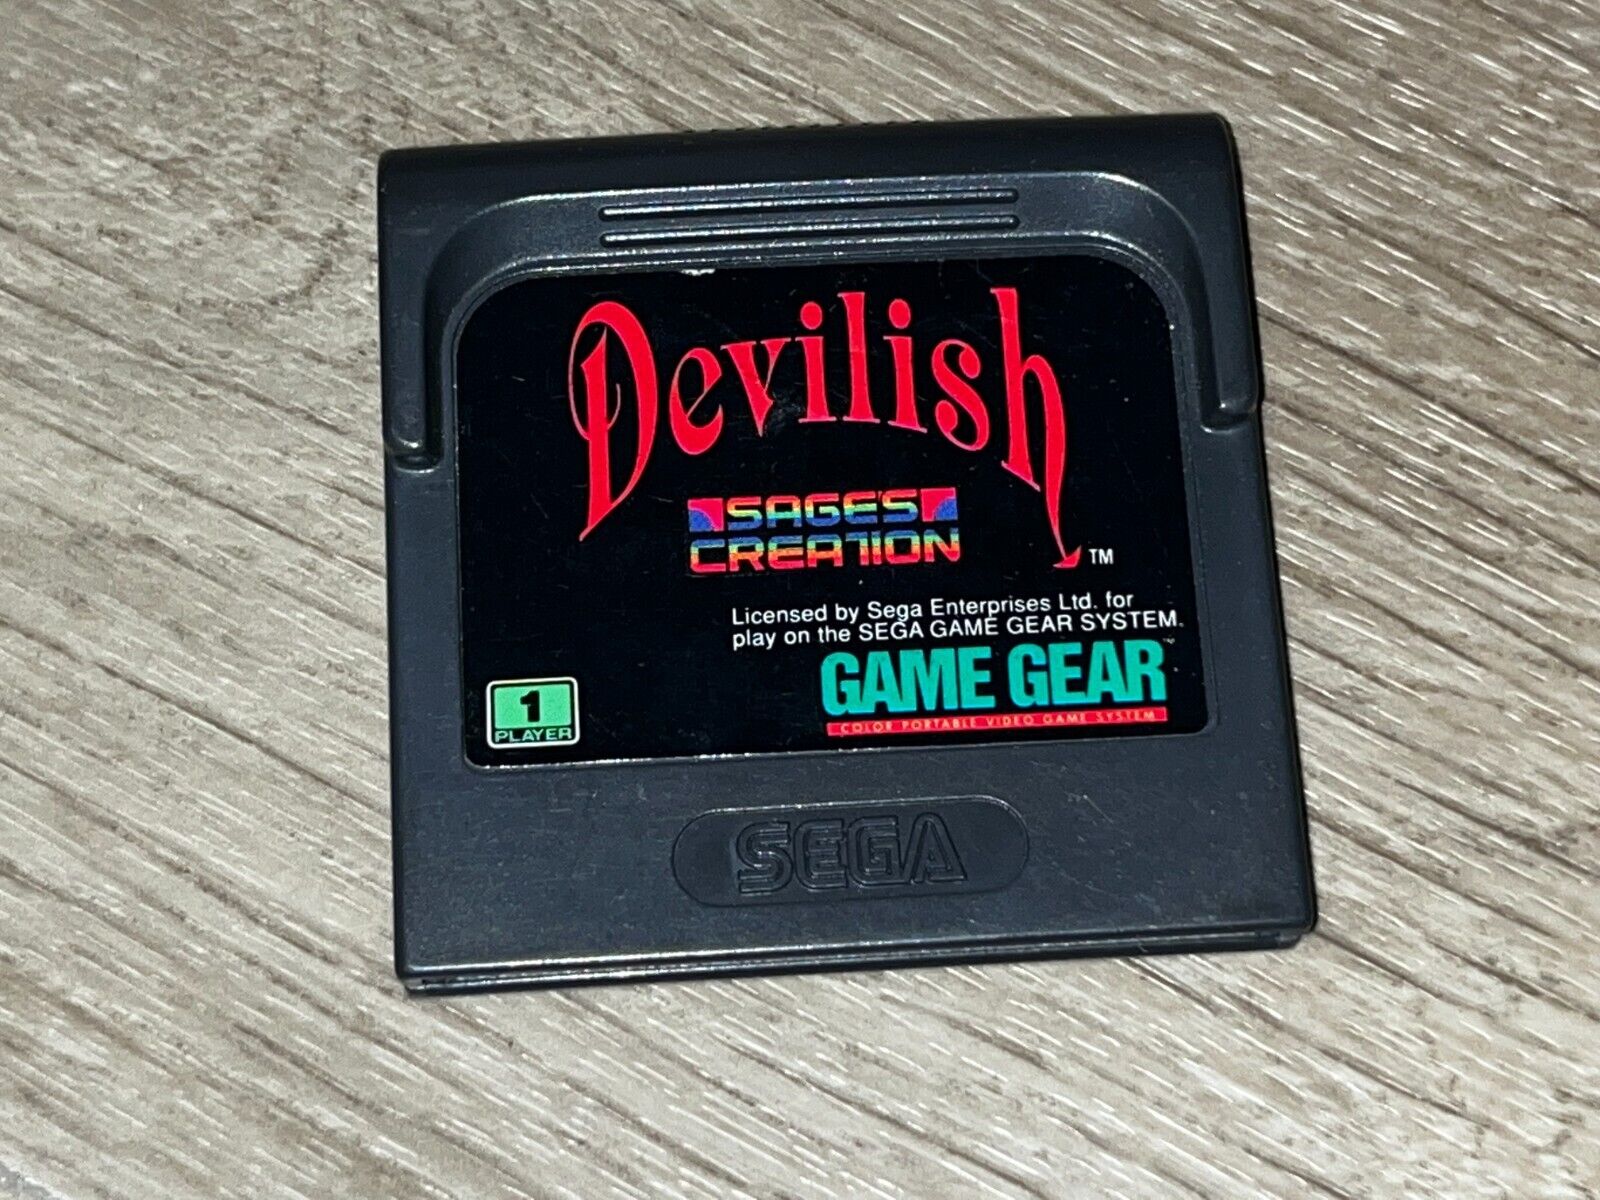 Devilish
SAGE'S
CREATION
TM
Licensed by Sega Enterprises Ltd. for
play on the SEGA GAME GEAR SYSTEM.
GAME GEAR™
COLOR PORTABLE VIDEO GAME SYSTEM
1
PLAYER
SEGA